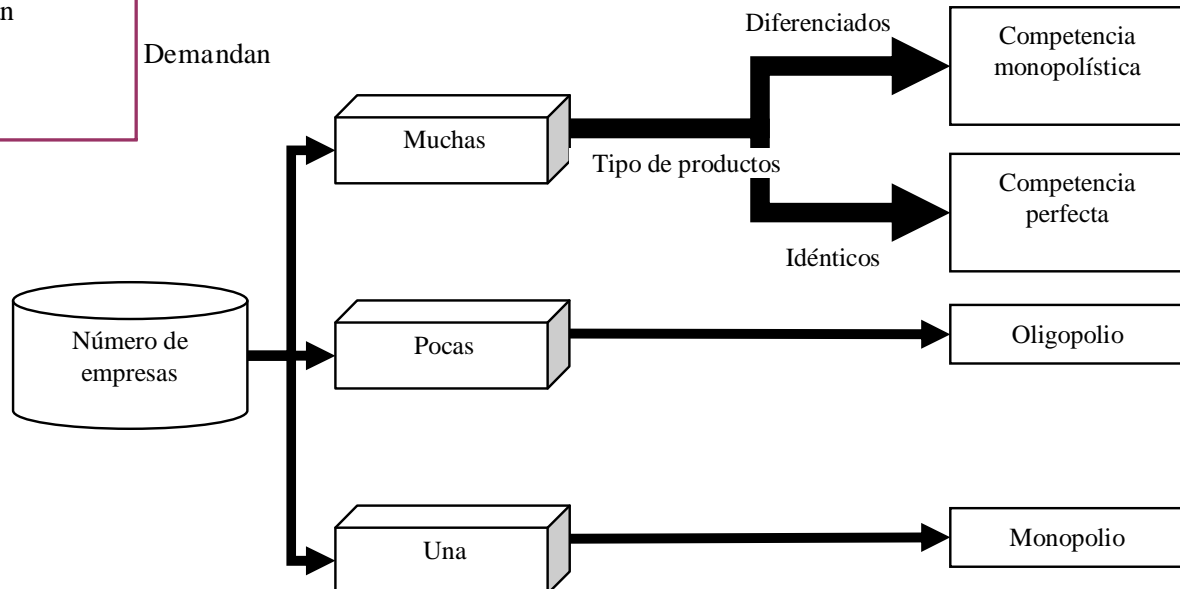 n
Demandan
Diferenciados
Competencia
monopolística
Muchas
Tipo de productos
Competencia
perfecta
Idénticos
Número de
empresas
Pocas
Oligopolio
Una
Monopolio